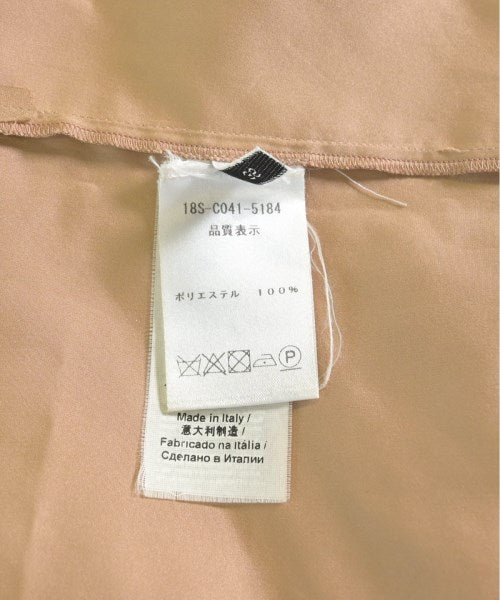 18S-C041-5184
品質表示
ポリエステル 100%
P
Made in Italy /
意大利制造 /
Fabricado na Itália /
Сделано в Италии